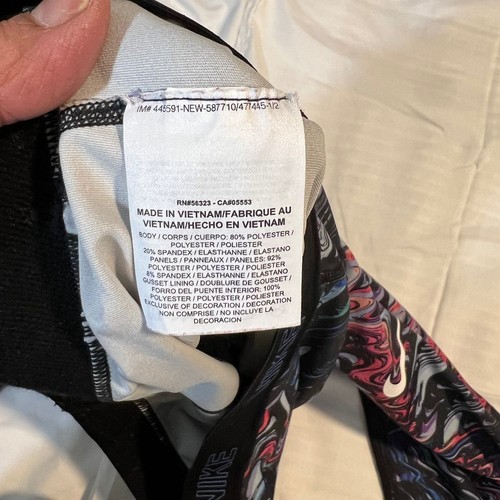 IM# 445591-NEW-587710/477445-1/2
RN#56323 - CA#05553
MADE IN VIETNAM/FABRIQUE AU
VIETNAM/HECHO EN VIETNAM
BODY / CORPS / CUERPO: 80% POLYESTER /
POLYESTER / POLIESTER
20% SPANDEX / ELASTHANNE / ELASTANO
PANELS / PANNEAUX / PANELES: 92%
POLYESTER / POLYESTER / POLIESTER
8% SPANDEX / ELASTHANNE / ELASTANO
GUSSET LINING / DOUBLURE DE GOUSSET /
FORRO DEL PUENTE INTERIOR: 100%
POLYESTER / POLYESTER / POLIESTER
EXCLUSIVE OF DECORATION / DECORATION
NON COMPRISE / NO INCLUYE LA
DECORACION
NIKE